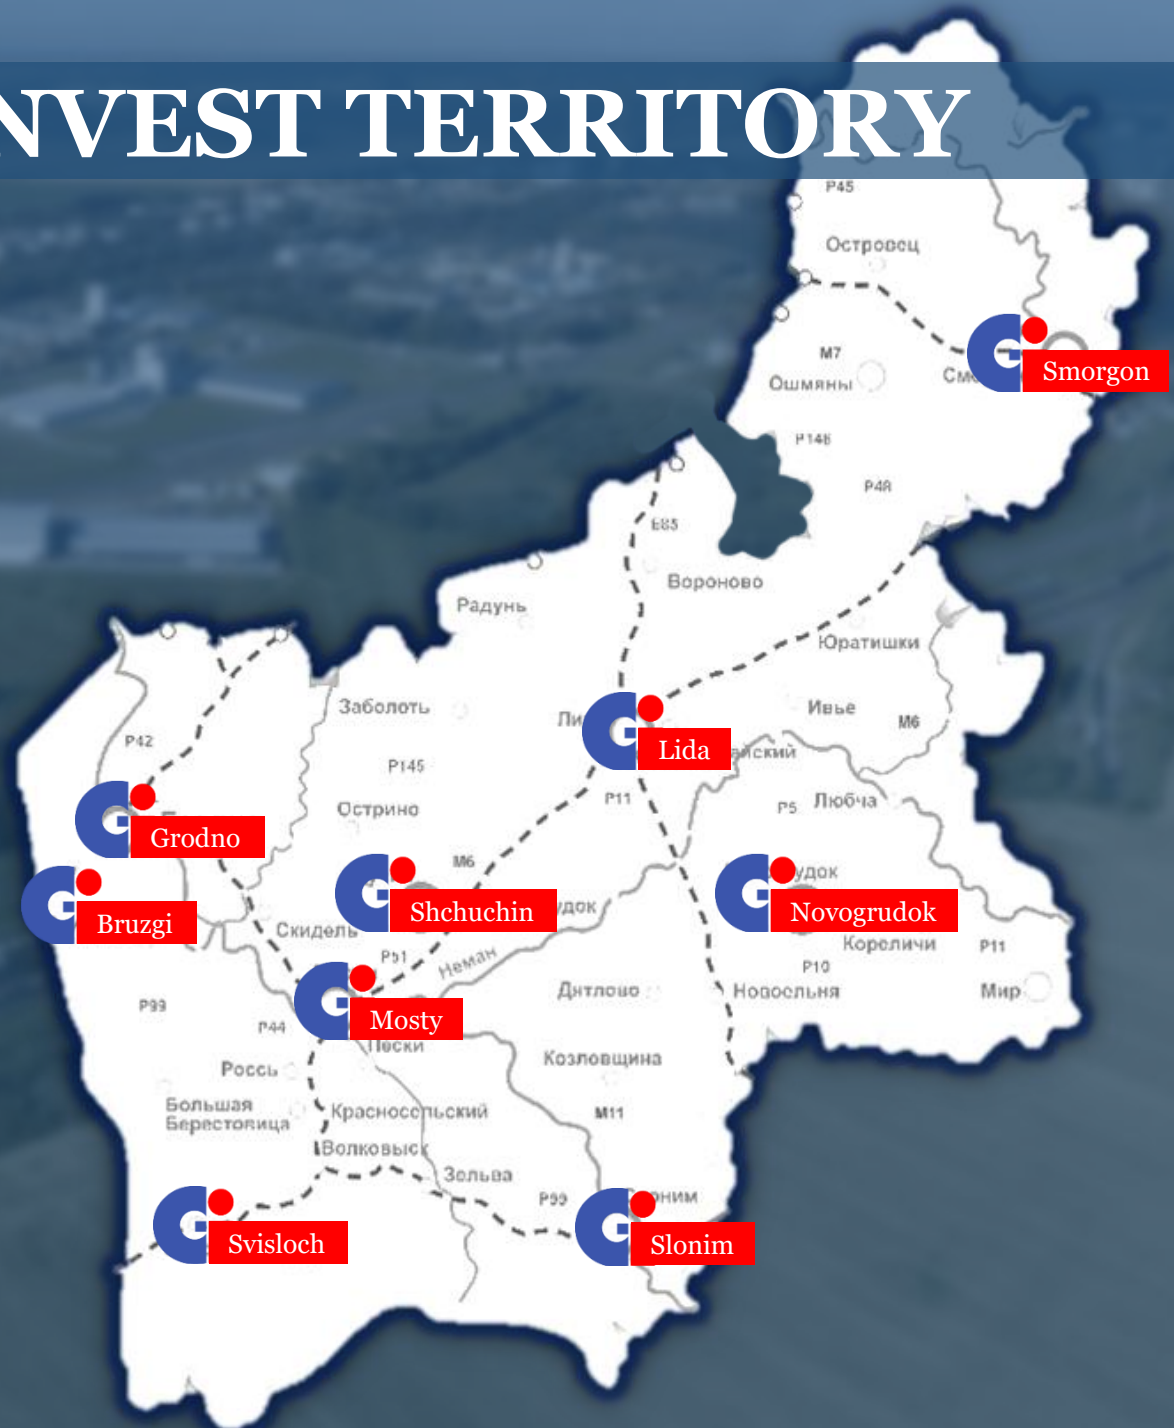 NVEST TERRITORY
P45
Островец
M7
Ошмяны
Smorgon
P146
P48
E85
Вороново
Радунь
Юратишки
Заболоть
Ивье
M6
P42
Lida
P145
P11
P5
Любча
Острино
Grodno
M6
Shchuchin
Novogrudok
Bruzgi
Скидель
P51
Неман
Кореличи
P11
P10
Дятлово
Новоельня
Мир
P99
Mosty
P44
Пески
Козловщина
Россь
Большая
Берестовица
Красносельский
M11
Волковыск
Зельва
P99
Svisloch
Slonim